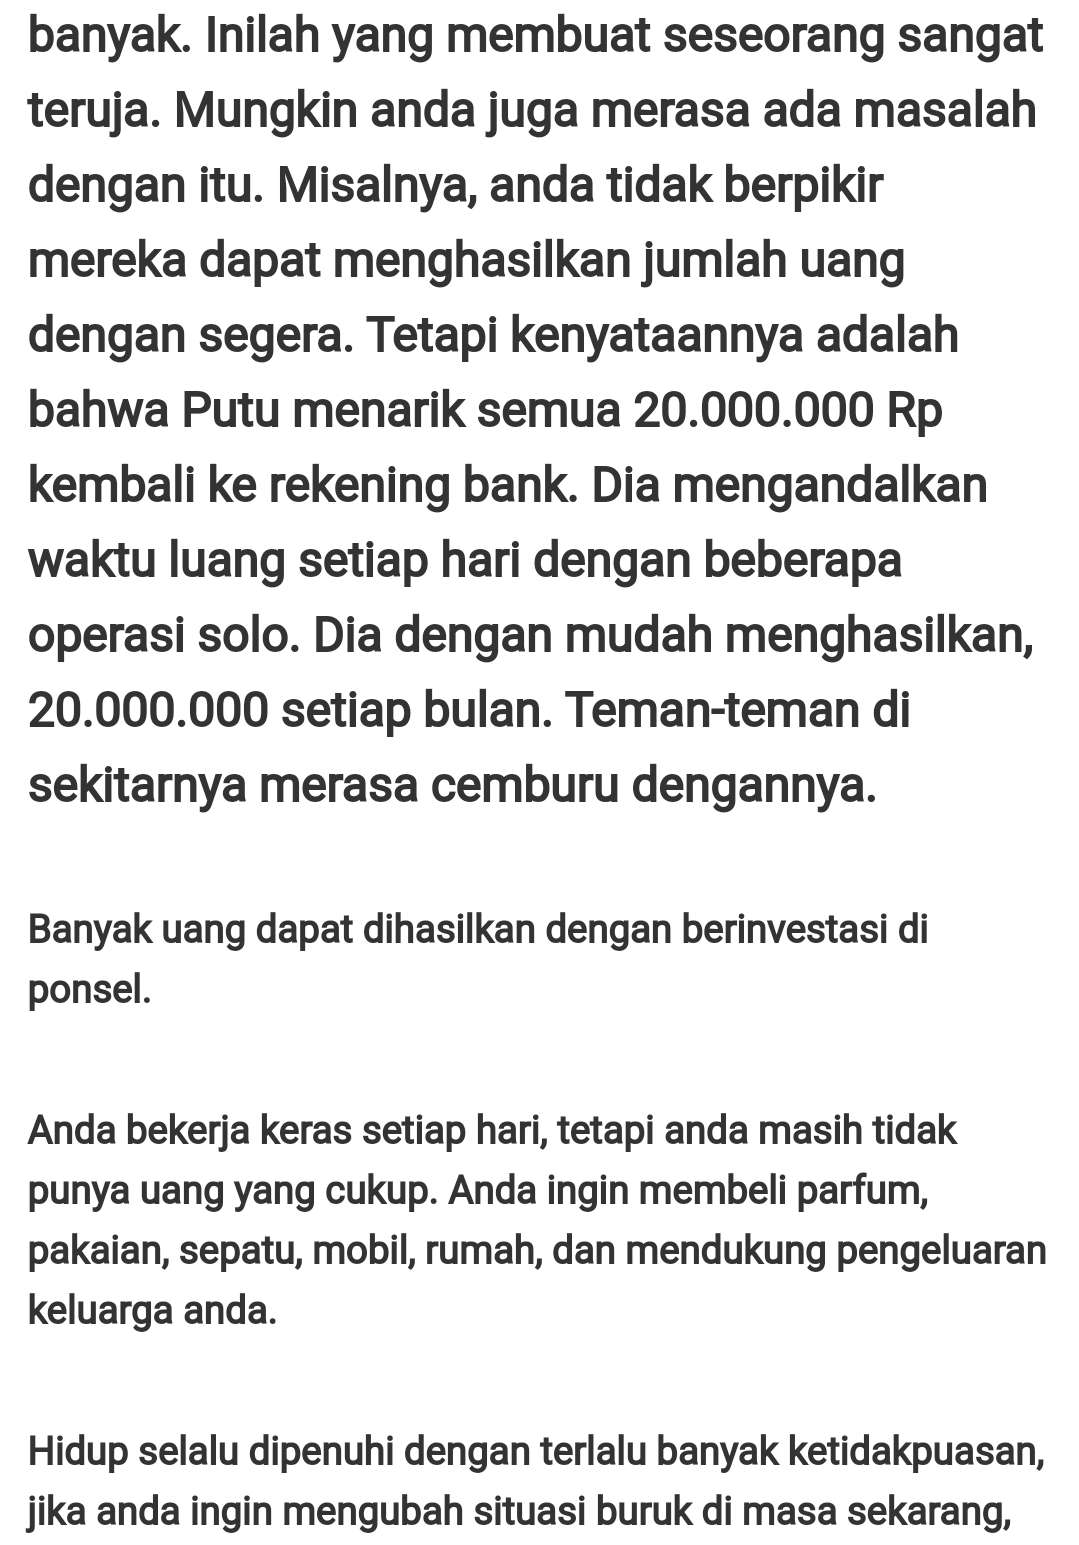 banyak. Inilah yang membuat seseorang sangat
teruja. Mungkin anda juga merasa ada masalah
dengan itu. Misalnya, anda tidak berpikir
mereka dapat menghasilkan jumlah uang
dengan segera. Tetapi kenyataannya adalah
bahwa Putu menarik semua 20.000.000 Rp
kembali ke rekening bank. Dia mengandalkan
waktu luang setiap hari dengan beberapa
operasi solo. Dia dengan mudah menghasilkan,
20.000.000 setiap bulan. Teman-teman di
sekitarnya merasa cemburu dengannya.
Banyak uang dapat dihasilkan dengan berinvestasi di
ponsel.
Anda bekerja keras setiap hari, tetapi anda masih tidak
punya uang yang cukup. Anda ingin membeli parfum,
pakaian, sepatu, mobil, rumah, dan mendukung pengeluaran
keluarga anda.
Hidup selalu dipenuhi dengan terlalu banyak ketidakpuasan,
jika anda ingin mengubah situasi buruk di masa sekarang,